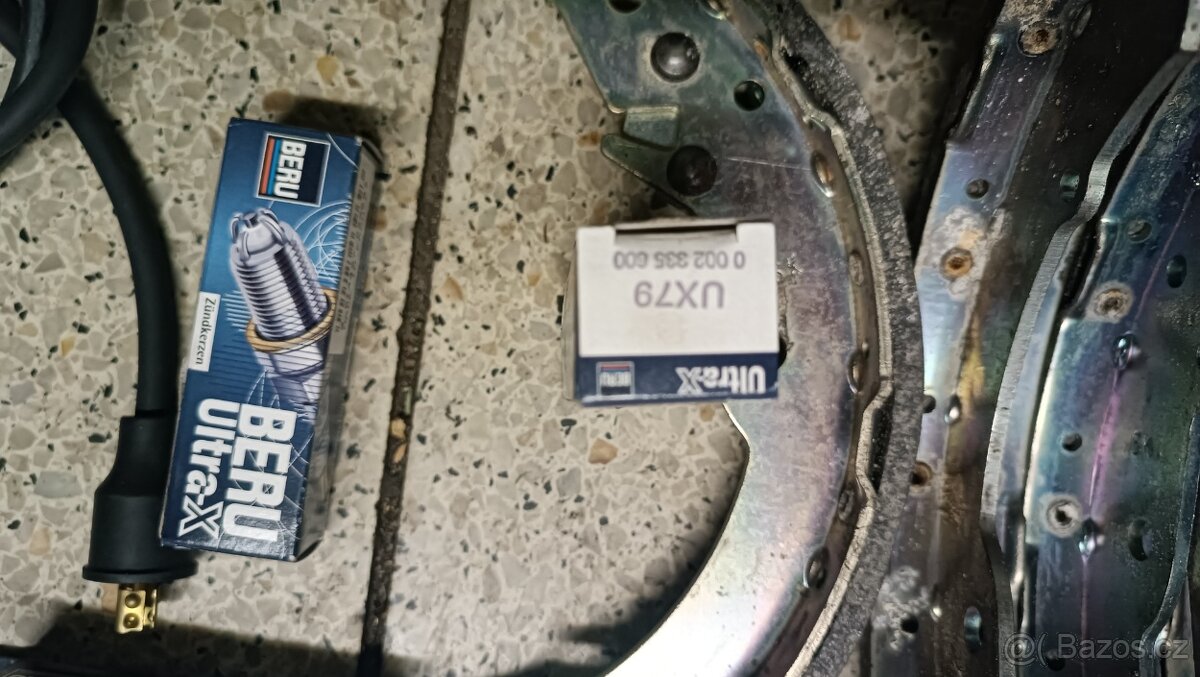 BERU
Zündkerzen
BERU
Ultra-X
UX79
0 002 335 600
Ultra-X
BERU
@( Bazos.cz